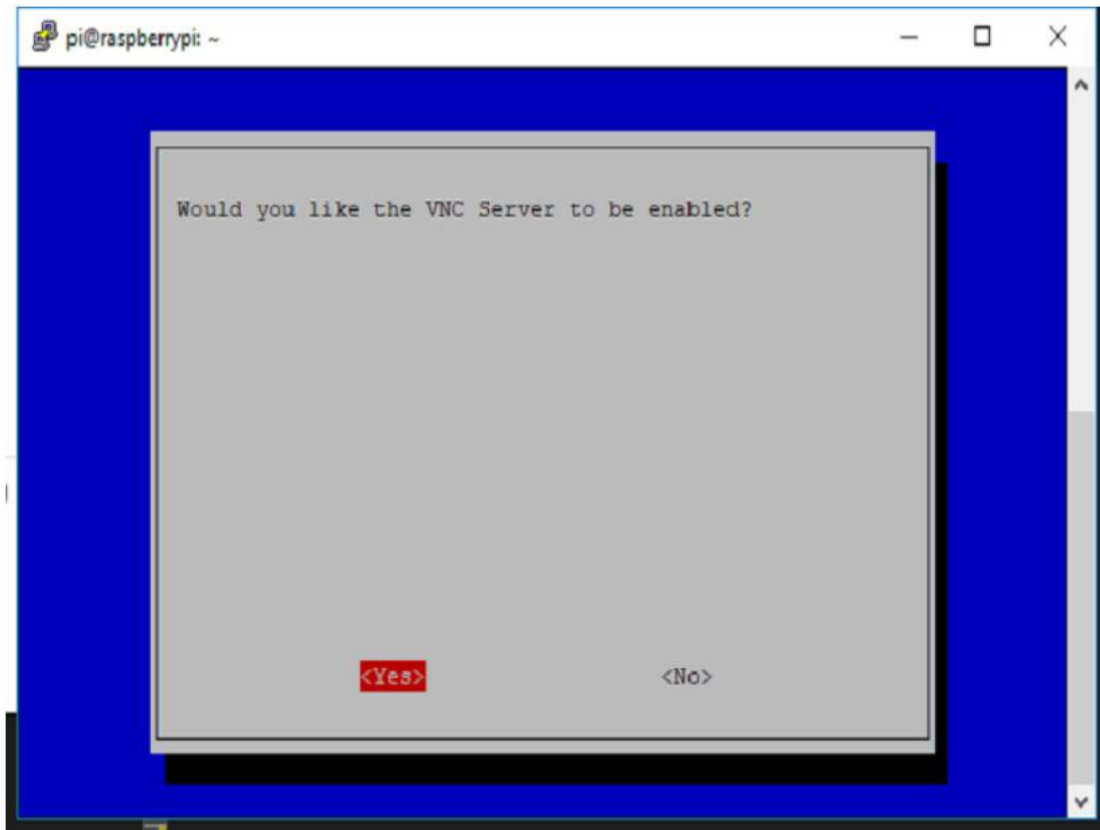 pi@raspberrypi: ~
Would you like the VNC Server to be enabled?
<Yes> <No>